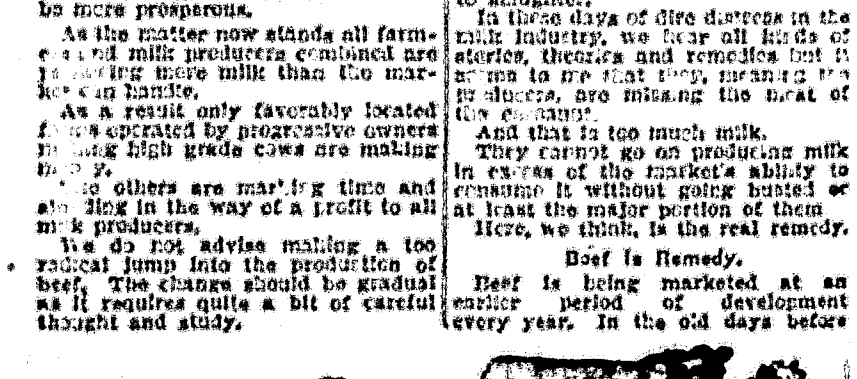 be more prosperous.
As the matter now stands all farm-
and milk producers combined are
more milk than the mar-
ket can handle.
As a result only favorably located
operated by progressive owners
high grade cows are making
others are marking time and
standing in the way of a profit to all
milk producers.
We do not advise making a too
radical jump into the production of
beef. The change should be gradual
as it requires quite a bit of careful
thought and study.
to slaughter.
In these days of dire distress in the
milk industry, we hear all kinds of
stories, theories and remedies but it
seems to me that they, meaning the
producers, are missing the meat of
the
And that is too much milk.
They cannot go on producing milk
in excess of the market's ability to
consume it without going busted or
at least the major portion of them
Here, we think, is the real remedy.
Beef Is Remedy.
Beef is being marketed at an
earlier period of development
every year. In the old days before